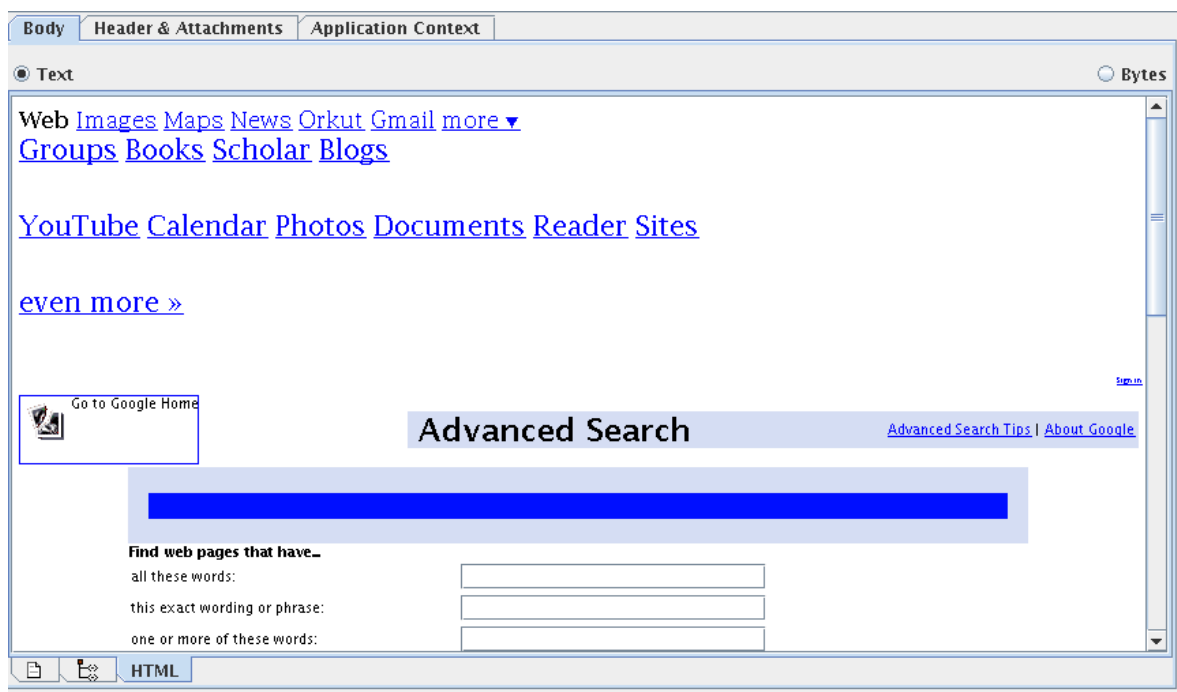 Body Header & Attachments Application Context
Text Bytes
Web Images Maps News Orkut Gmail more ▼
Groups Books Scholar Blogs
YouTube Calendar Photos Documents Reader Sites
even more »
Sign in
Go to Google Home
Advanced Search Advanced Search Tips | About Google
Find web pages that have...
all these words:
this exact wording or phrase:
one or more of these words:
HTML